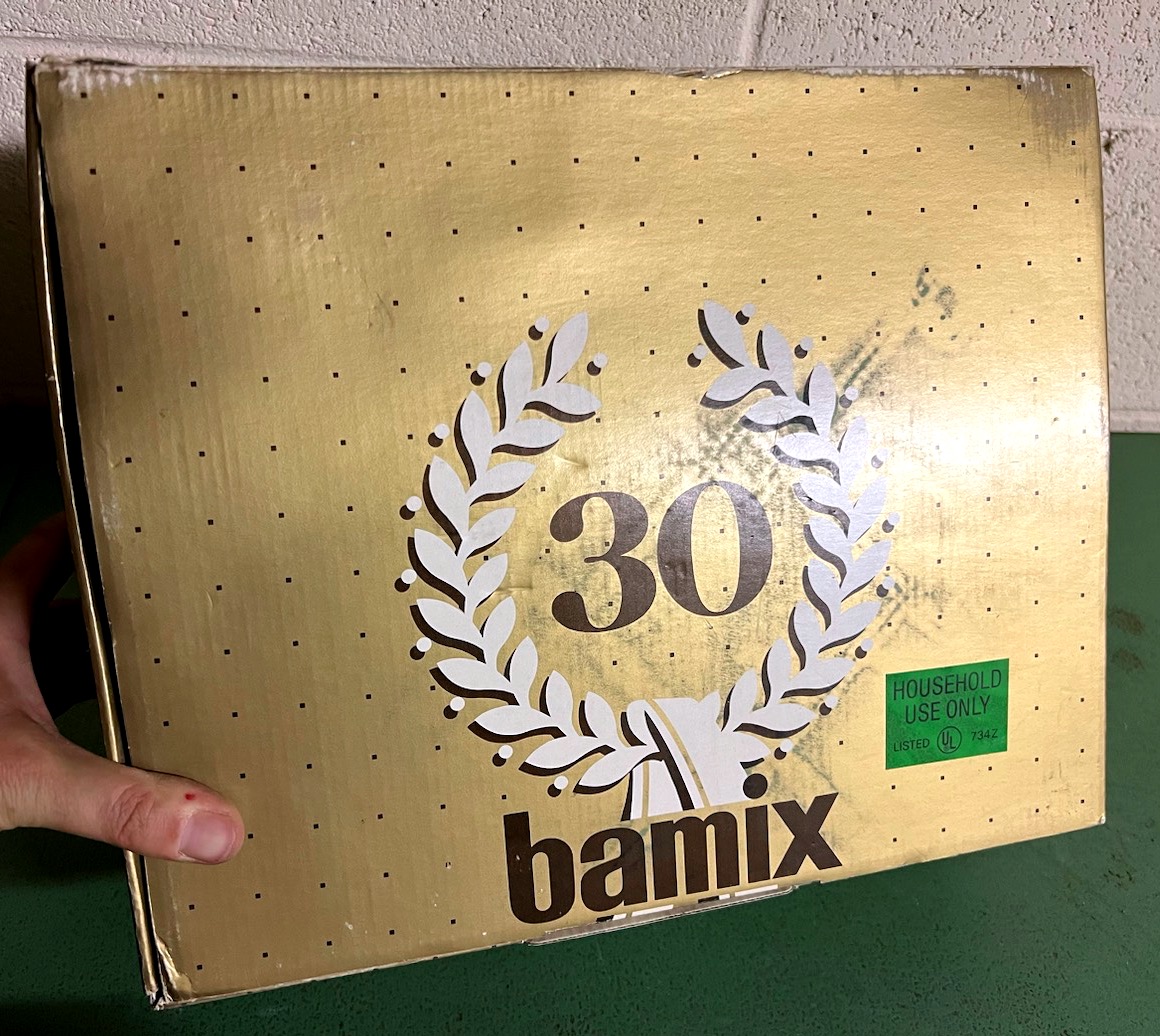 30
bamix
HOUSEHOLD
USE ONLY
LISTED UL 734Z